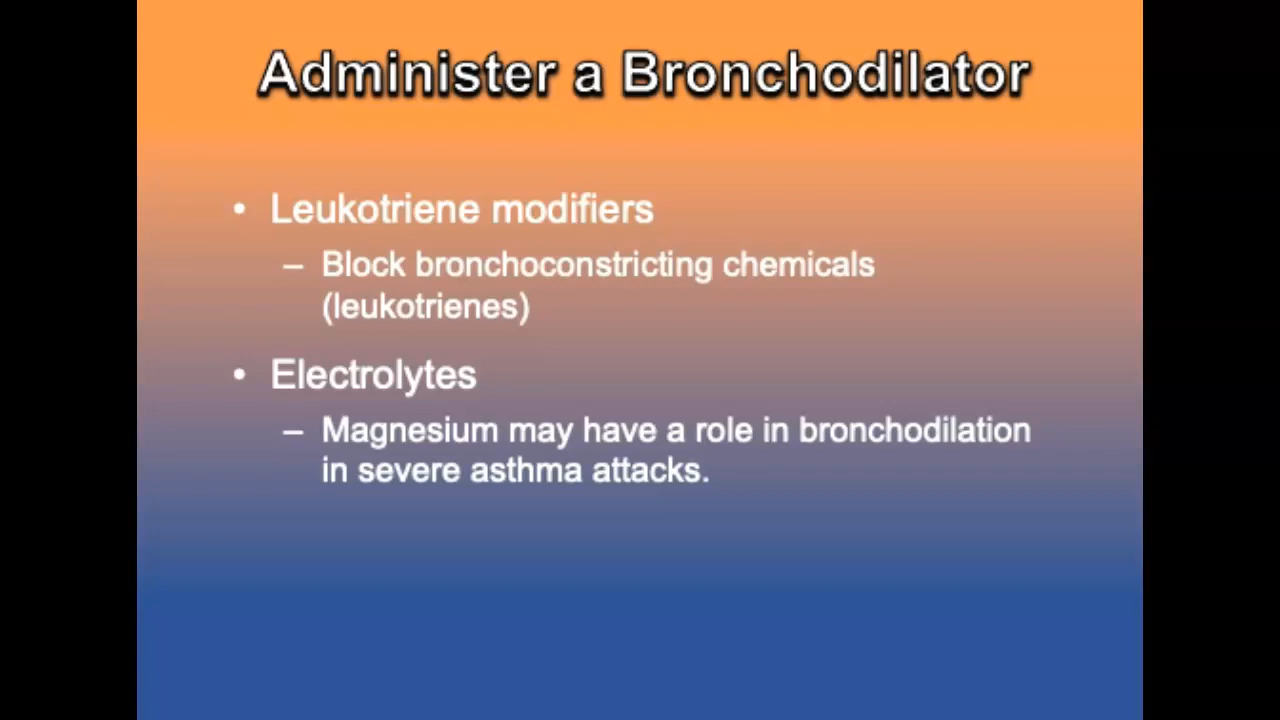 Administer a Bronchodilator
• Leukotriene modifiers
– Block bronchoconstricting chemicals
(leukotrienes)
• Electrolytes
– Magnesium may have a role in bronchodilation
in severe asthma attacks.